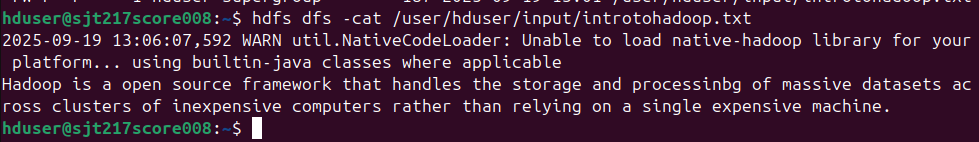 hduser@sjt217score008:~$ hdfs dfs -cat /user/hduser/input/introtohadoop.txt
2025-09-19 13:06:07,592 WARN util.NativeCodeLoader: Unable to load native-hadoop library for your
 platform... using builtin-java classes where applicable
Hadoop is a open source framework that handles the storage and processinbg of massive datasets ac
ross clusters of inexpensive computers rather than relying on a single expensive machine.
hduser@sjt217score008:~$